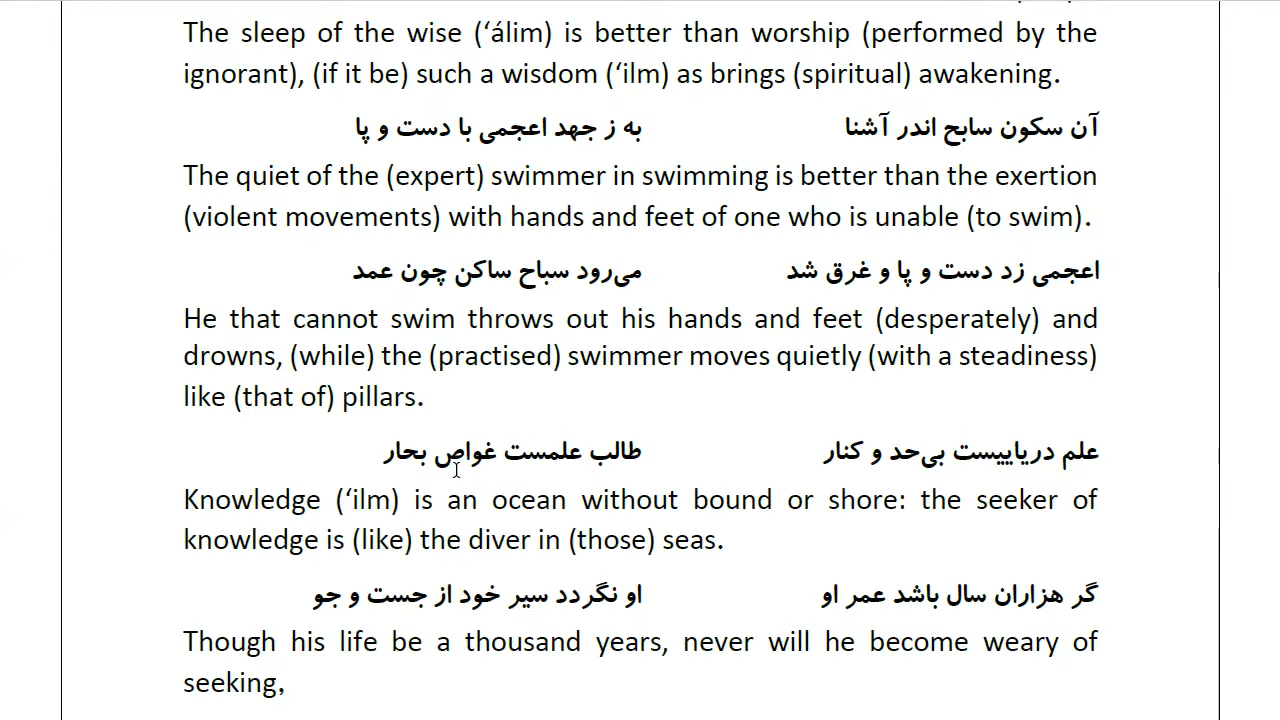 The sleep of the wise (‘álim) is better than worship (performed by the
ignorant), (if it be) such a wisdom (‘ilm) as brings (spiritual) awakening.
آن سکون سابح اندر آشنا به ز جهد اعجمی با دست و پا
The quiet of the (expert) swimmer in swimming is better than the exertion
(violent movements) with hands and feet of one who is unable (to swim).
اعجمی زد دست و پا و غرق شد می‌رود سباح ساکن چون عمد
He that cannot swim throws out his hands and feet (desperately) and
drowns, (while) the (practised) swimmer moves quietly (with a steadiness)
like (that of) pillars.
علم دریاییست بی‌حد و کنار طالب علمست غواص بحار
Knowledge (‘ilm) is an ocean without bound or shore: the seeker of
knowledge is (like) the diver in (those) seas.
گر هزاران سال باشد عمر او او نگردد سیر خود از جست و جو
Though his life be a thousand years, never will he become weary of
seeking,